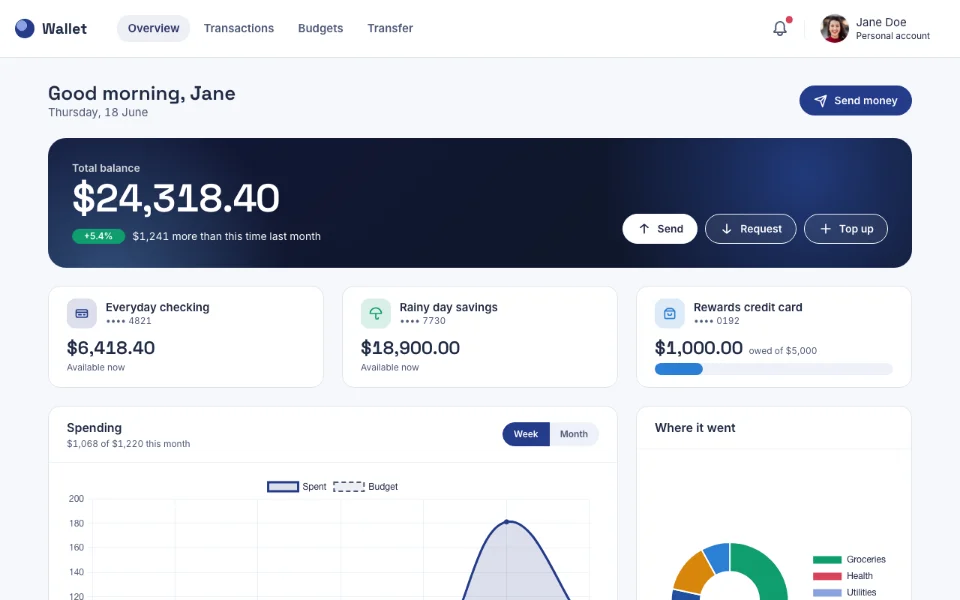 Wallet
Overview
Transactions
Budgets
Transfer
Jane Doe
Personal account
Good morning, Jane
Thursday, 18 June
Send money
Total balance
$24,318.40
+5.4% $1,241 more than this time last month
Send
Request
Top up
Everyday checking
•••• 4821
$6,418.40
Available now
Rainy day savings
•••• 7730
$18,900.00
Available now
Rewards credit card
•••• 0192
$1,000.00 owed of $5,000
Spending
$1,068 of $1,220 this month
Week
Month
Spent
Budget
200
180
160
140
120
Where it went
Groceries
Health
Utilities